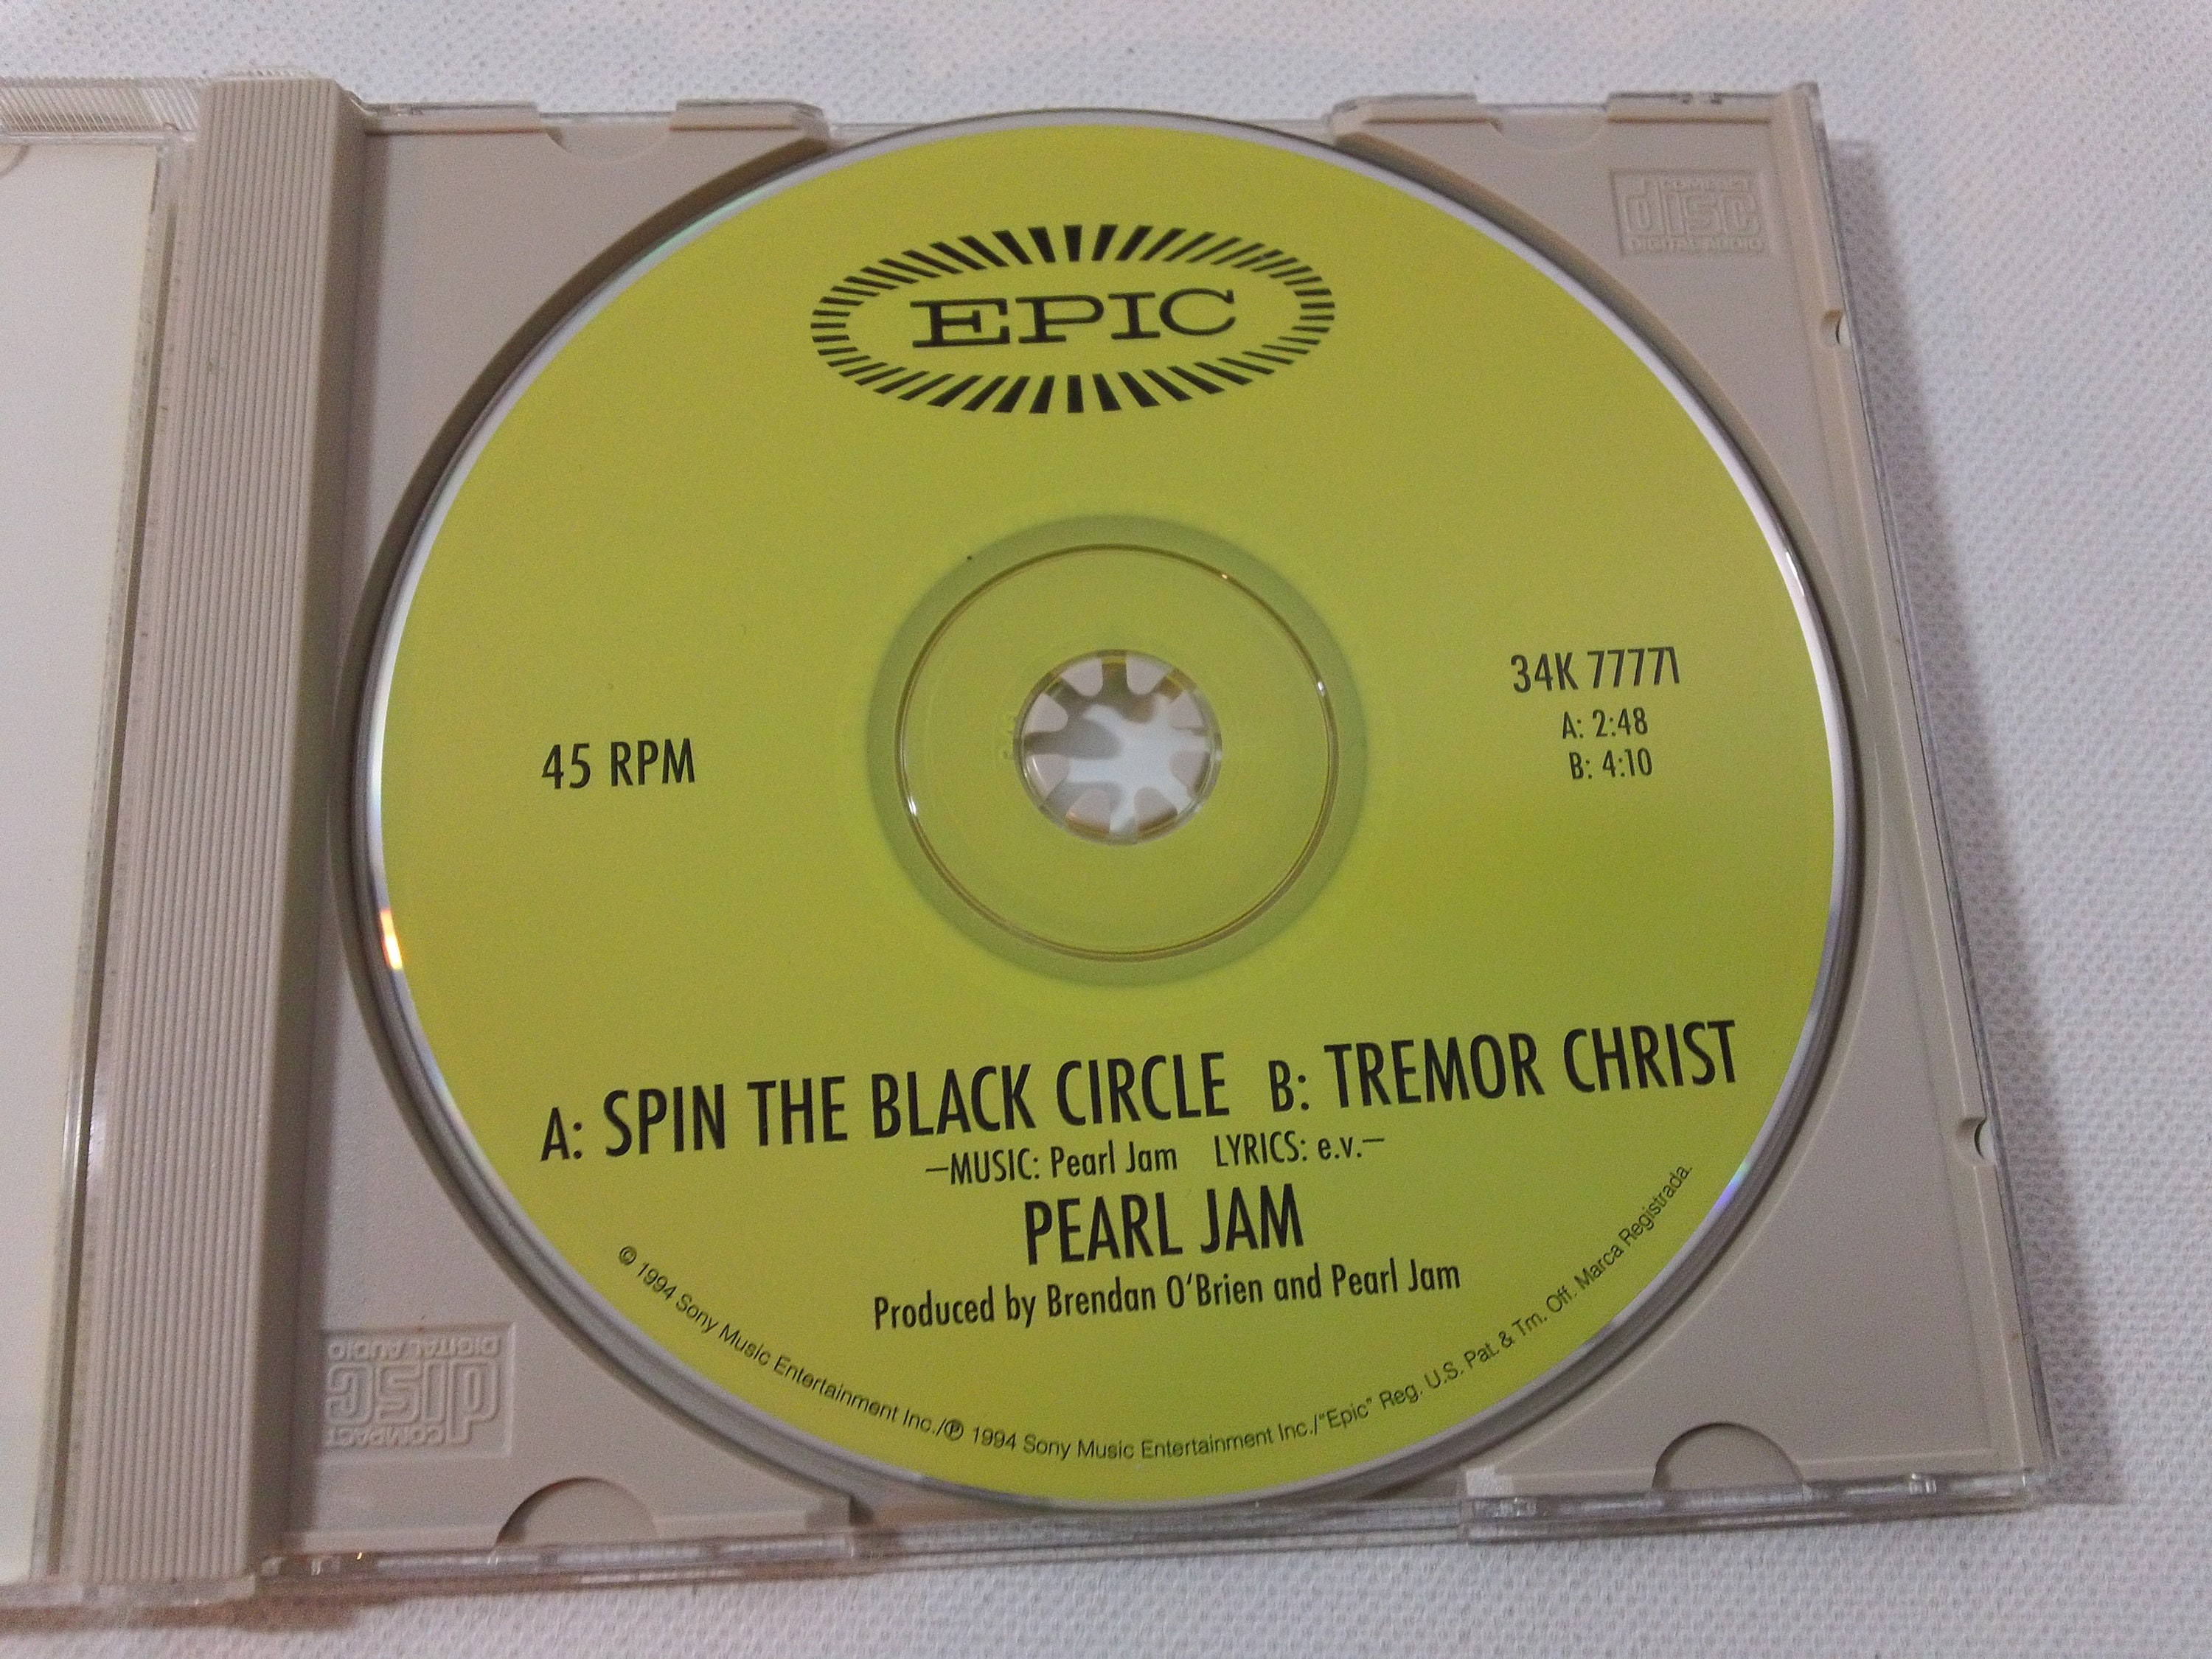 COMPACT
disc
DIGITAL AUDIO
EPIC
34K 77771
A: 2:48
B: 4:10
45 RPM
A: SPIN THE BLACK CIRCLE B: TREMOR CHRIST
—MUSIC: Pearl Jam LYRICS: e.v.—
PEARL JAM
Produced by Brendan O'Brien and Pearl Jam
© 1994 Sony Music Entertainment Inc./℗ 1994 Sony Music Entertainment Inc./"Epic" Reg. U.S. Pat. & Tm. Off. Marca Registrada.
COMPACT
disc
DIGITAL AUDIO